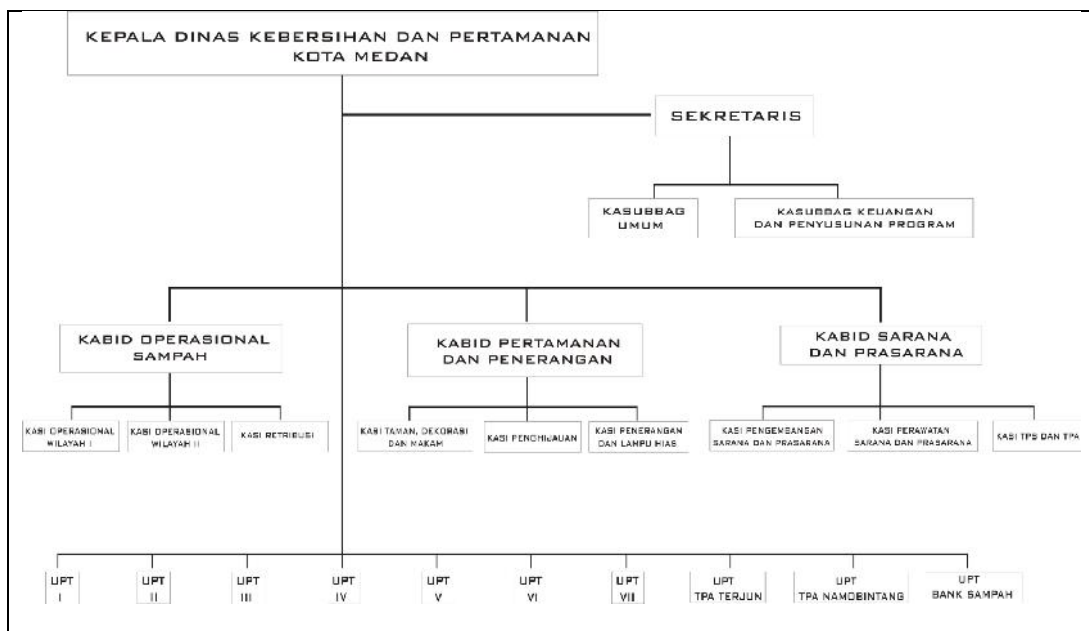 KEPALA DINAS KEBERSIHAN DAN PERTAMANAN
KOTA MEDAN
SEKRETARIS
KASUBBAG
UMUM
KASUBBAG KEUANGAN
DAN PENYUSUNAN PROGRAM
KABID OPERASIONAL
SAMPAH
KABID PERTAMANAN
DAN PENERANGAN
KABID SARANA
DAN PRASARANA
KASI OPERASIONAL
WILAYAH I
KASI OPERASIONAL
WILAYAH II
KASI RETRIBUSI
KASI TAMAN, DEKORASI
DAN MAKAM
KASI PENGHIJAUAN
KASI PENERANGAN
DAN LAMPU HIAS
KASI PENGEMBANGAN
SARANA DAN PRASARANA
KASI PERAWATAN
SARANA DAN PRASARANA
KASI TPS DAN TPA
UPT
I
UPT
II
UPT
III
UPT
IV
UPT
V
UPT
VI
UPT
VII
UPT
TPA TERJUN
UPT
TPA NAMOBINTANG
UPT
BANK SAMPAH